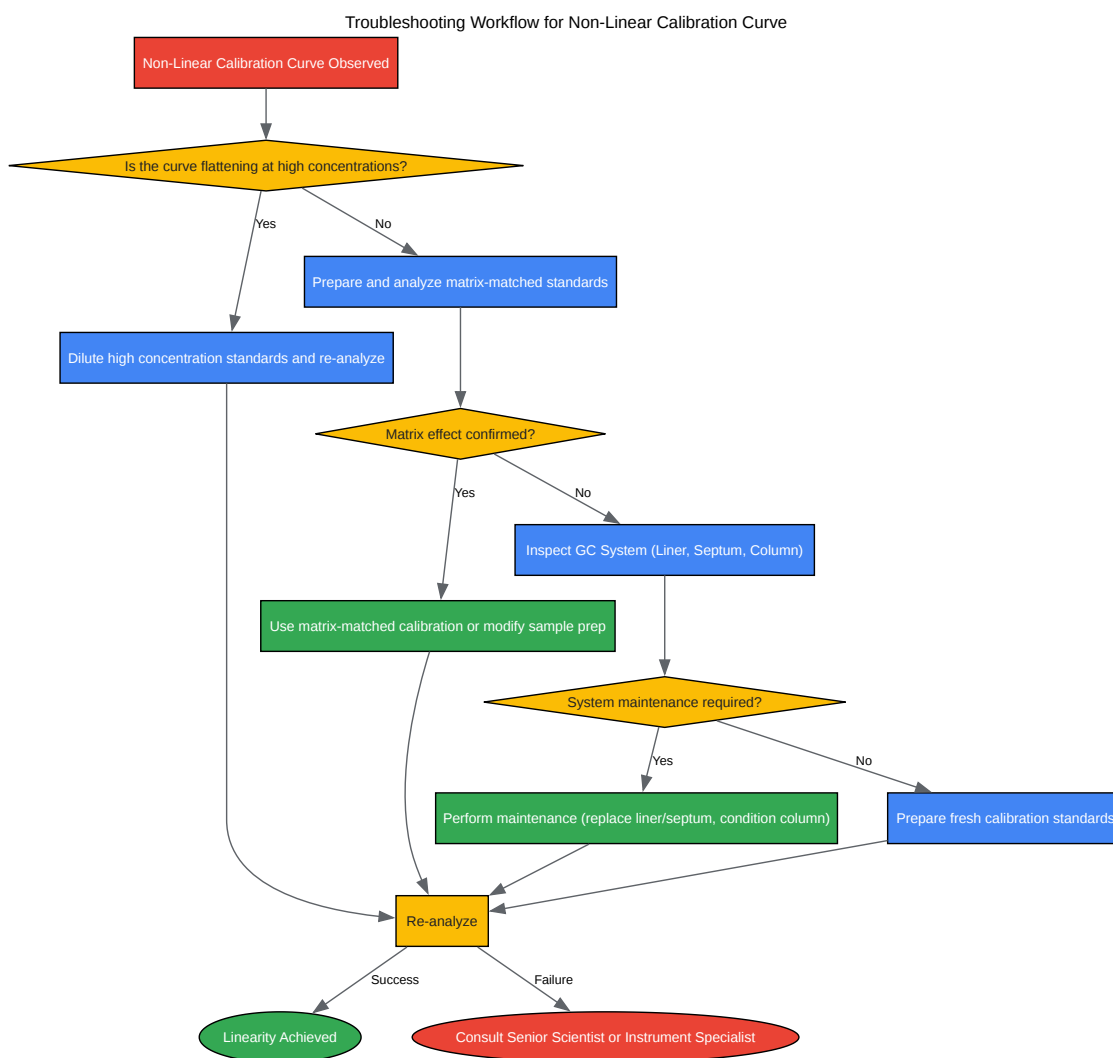 Troubleshooting Workflow for Non-Linear Calibration Curve
Non-Linear Calibration Curve Observed
Is the curve flattening at high concentrations?
Yes
No
Prepare and analyze matrix-matched standards
Dilute high concentration standards and re-analyze
Matrix effect confirmed?
Yes
No
Inspect GC System (Liner, Septum, Column)
Use matrix-matched calibration or modify sample prep
System maintenance required?
Yes
No
Perform maintenance (replace liner/septum, condition column)
Prepare fresh calibration standards
Re-analyze
Success
Failure
Linearity Achieved
Consult Senior Scientist or Instrument Specialist